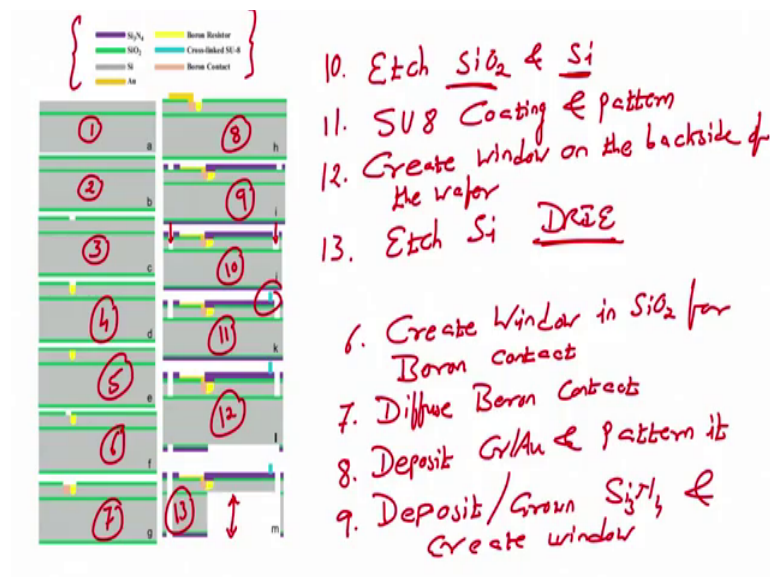 Si₃N₄
SiO₂
Si
Au
Boron Resistor
Cross-linked SU-8
Boron Contact
1 a
2 b
3 c
4 d
5 e
6 f
7 g
8 h
9 i
10 j
11 k
12 l
13 m
10. Etch SiO₂ & Si
11. SU8 Coating & pattern
12. Create window on the backside of
the wafer
13. Etch Si DRIE
6. Create Window in SiO₂ for
Boron contact
7. Diffuse Boron Contact
8. Deposit Cr/Au & pattern it
9. Deposit/Grown Si₃N₄ &
Create window